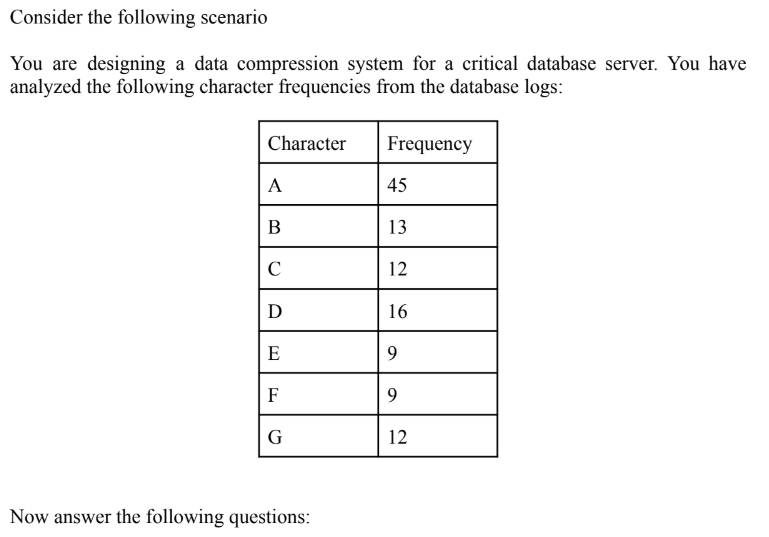 Consider the following scenario
You are designing a data compression system for a critical database server. You have
analyzed the following character frequencies from the database logs:
Character Frequency
A 45
B 13
C 12
D 16
E 9
F 9
G 12
Now answer the following questions: